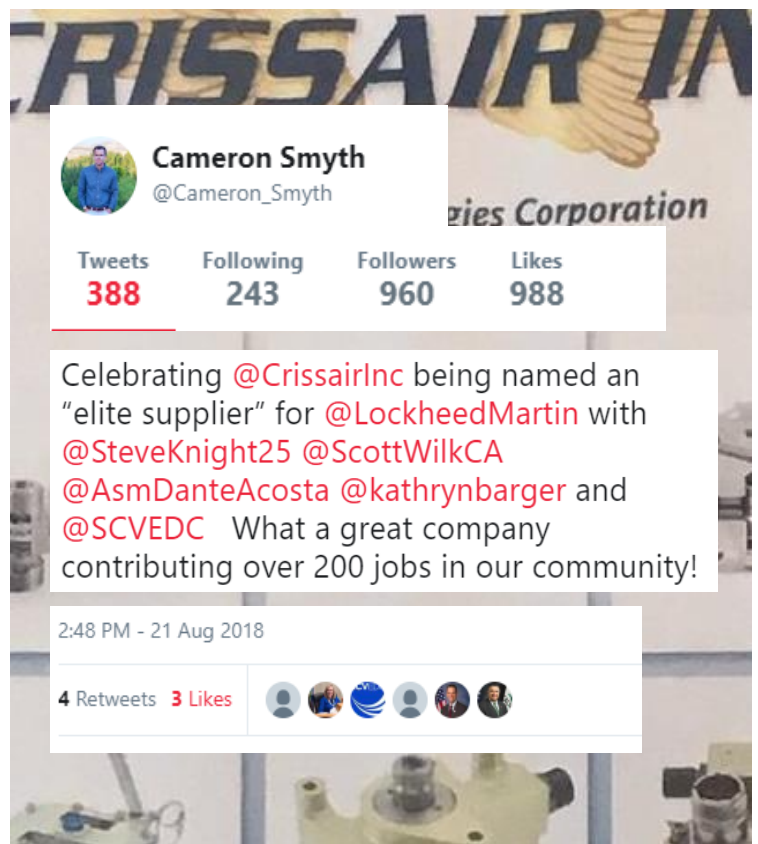 CRISSAIR IN
Cameron Smyth
@Cameron_Smyth
gies Corporation
Tweets Following Followers Likes
388 243 960 988
Celebrating @CrissairInc being named an
“elite supplier” for @LockheedMartin with
@SteveKnight25 @ScottWilkCA
@AsmDanteAcosta @kathrynbarger and
@SCVEDC What a great company
contributing over 200 jobs in our community!
2:48 PM - 21 Aug 2018
4 Retweets 3 Likes